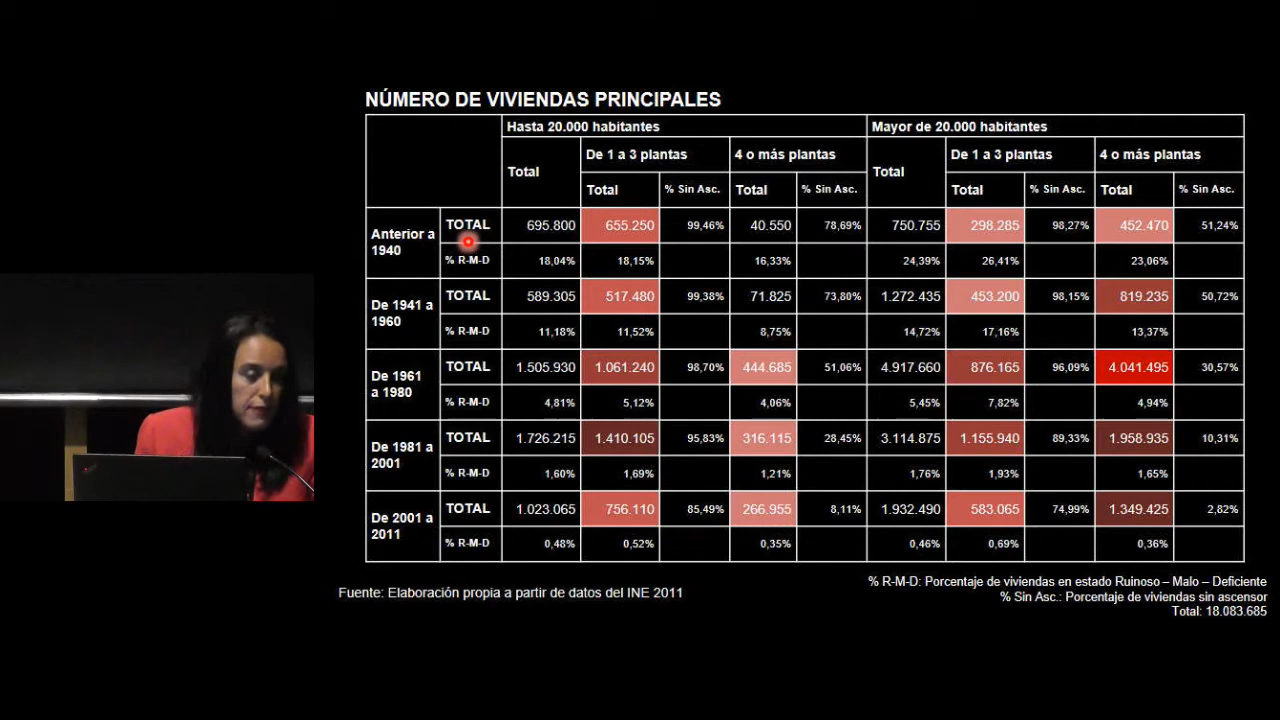 NÚMERO DE VIVIENDAS PRINCIPALES
Hasta 20.000 habitantes Mayor de 20.000 habitantes
Total De 1 a 3 plantas 4 o más plantas Total De 1 a 3 plantas 4 o más plantas
Total % Sin Asc. Total % Sin Asc. Total % Sin Asc. Total % Sin Asc.
Anterior a 1940
TOTAL 695.800 655.250 99,46% 40.550 78,69% 750.755 298.285 98,27% 452.470 51,24%
% R-M-D 18,04% 18,15% 16,33% 24,39% 26,41% 23,06%
De 1941 a 1960
TOTAL 589.305 517.480 99,38% 71.825 73,80% 1.272.435 453.200 98,15% 819.235 50,72%
% R-M-D 11,18% 11,52% 8,75% 14,72% 17,16% 13,37%
De 1961 a 1980
TOTAL 1.505.930 1.061.240 98,70% 444.685 51,06% 4.917.660 876.165 96,09% 4.041.495 30,57%
% R-M-D 4,81% 5,12% 4,06% 5,45% 7,82% 4,94%
De 1981 a 2001
TOTAL 1.726.215 1.410.105 95,83% 316.115 28,45% 3.114.875 1.155.940 89,33% 1.958.935 10,31%
% R-M-D 1,60% 1,69% 1,21% 1,76% 1,93% 1,65%
De 2001 a 2011
TOTAL 1.023.065 756.110 85,49% 266.955 8,11% 1.932.490 583.065 74,99% 1.349.425 2,82%
% R-M-D 0,48% 0,52% 0,35% 0,46% 0,69% 0,36%
Fuente: Elaboración propia a partir de datos del INE 2011
% R-M-D: Porcentaje de viviendas en estado Ruinoso – Malo – Deficiente
% Sin Asc.: Porcentaje de viviendas sin ascensor
Total: 18.083.685